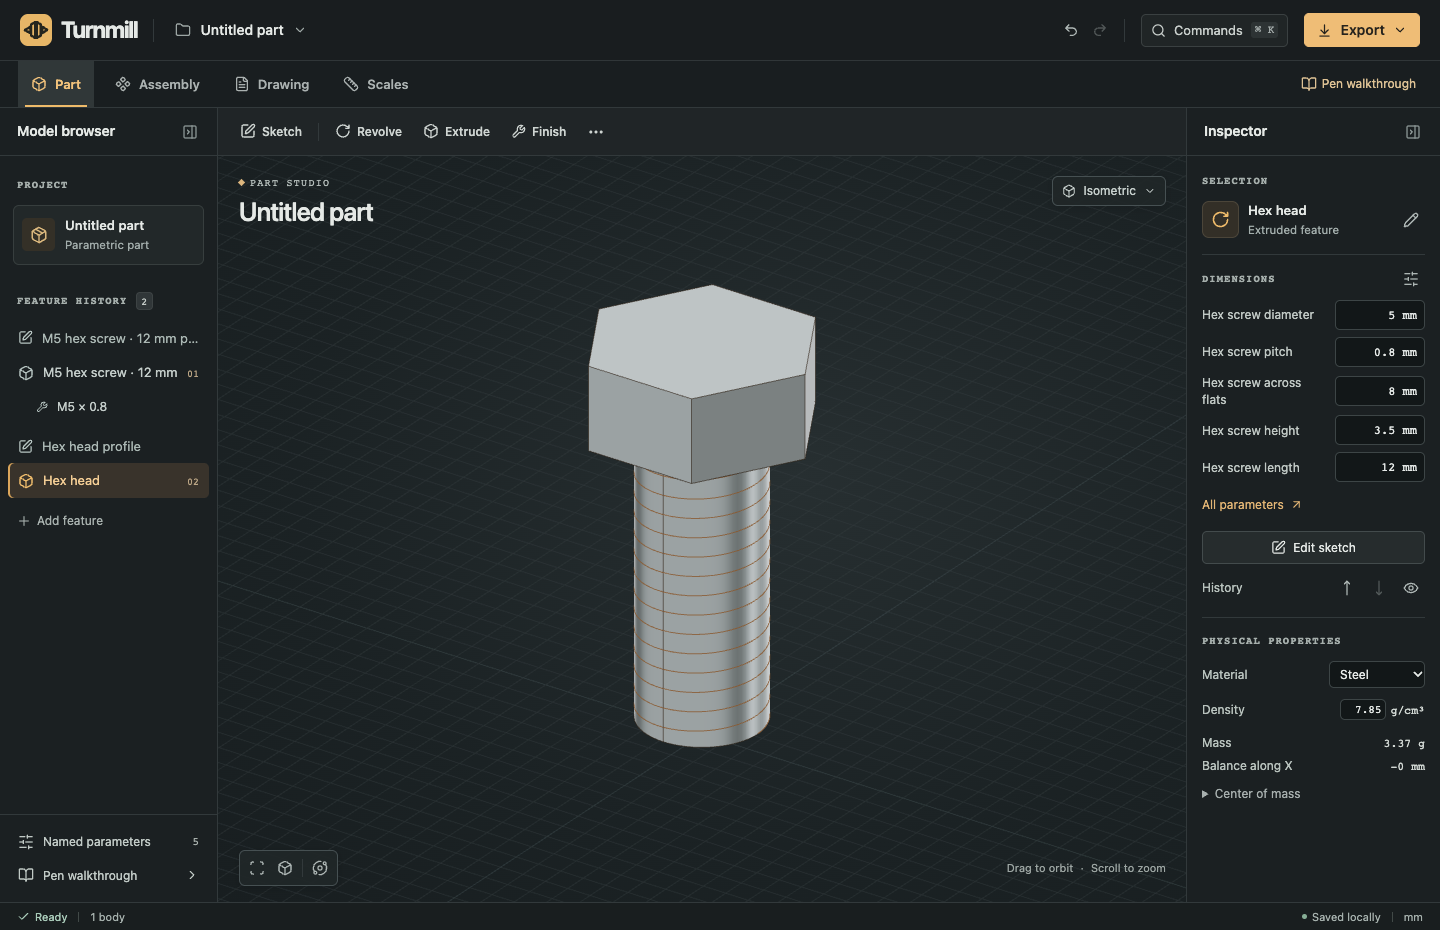 Turnmill
Untitled part
Commands ⌘ K
Export
Part
Assembly
Drawing
Scales
Pen walkthrough
Model browser
PROJECT
Untitled part
Parametric part
FEATURE HISTORY 2
M5 hex screw · 12 mm p...
M5 hex screw · 12 mm 01
M5 × 0.8
Hex head profile
Hex head 02
Add feature
Named parameters 5
Pen walkthrough
Sketch
Revolve
Extrude
Finish
PART STUDIO
Untitled part
Isometric
Drag to orbit · Scroll to zoom
Inspector
SELECTION
Hex head
Extruded feature
DIMENSIONS
Hex screw diameter 5 mm
Hex screw pitch 0.8 mm
Hex screw across
flats 8 mm
Hex screw height 3.5 mm
Hex screw length 12 mm
All parameters
Edit sketch
History
PHYSICAL PROPERTIES
Material Steel
Density 7.85 g/cm³
Mass 3.37 g
Balance along X −0 mm
Center of mass
Ready
1 body
Saved locally
mm